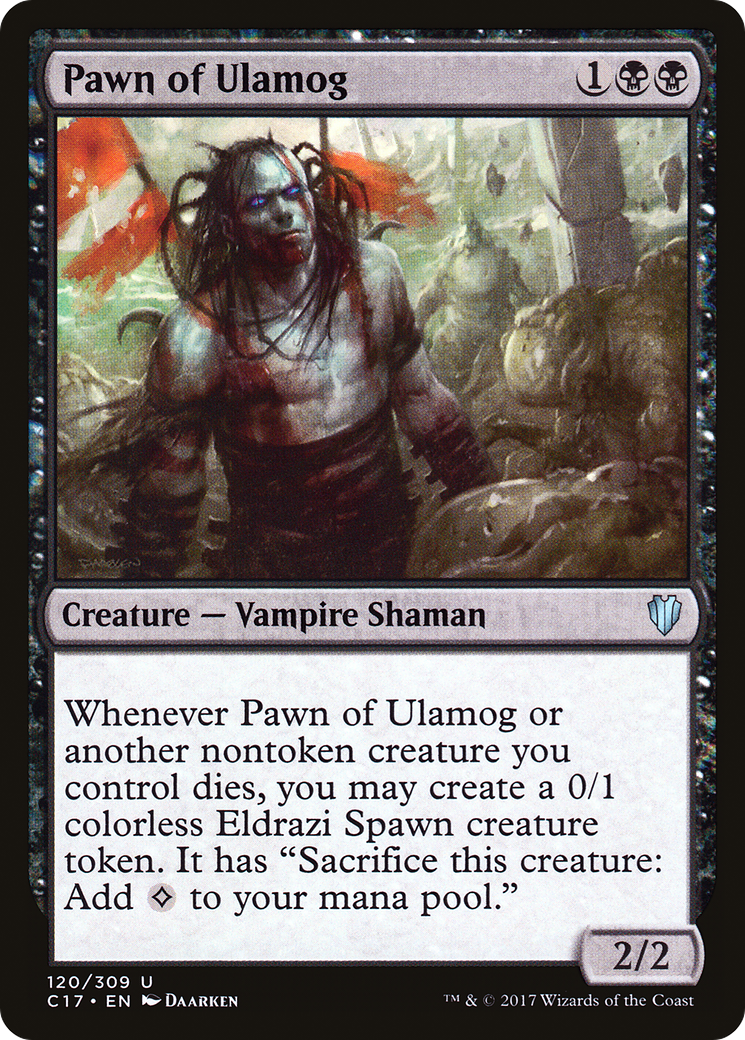 Pawn of Ulamog 1
Creature — Vampire Shaman
Whenever Pawn of Ulamog or
another nontoken creature you
control dies, you may create a 0/1
colorless Eldrazi Spawn creature
token. It has “Sacrifice this creature:
Add to your mana pool.”
2/2
120/309 U
C17 • EN DAARKEN
™ & © 2017 Wizards of the Coast